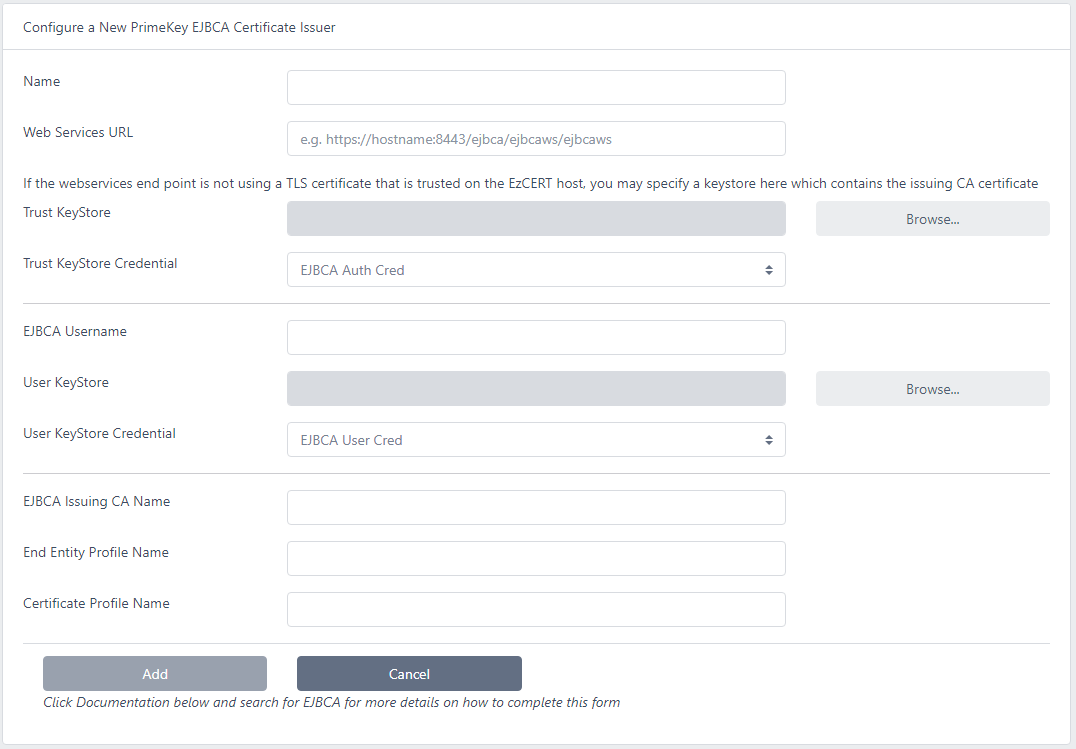 Configure a New PrimeKey EJBCA Certificate Issuer
Name
Web Services URL
e.g. https://hostname:8443/ejbca/ejbcaws/ejbcaws
If the webservices end point is not using a TLS certificate that is trusted on the EzCERT host, you may specify a keystore here which contains the issuing CA certificate
Trust KeyStore
Browse...
Trust KeyStore Credential
EJBCA Auth Cred
EJBCA Username
User KeyStore
Browse...
User KeyStore Credential
EJBCA User Cred
EJBCA Issuing CA Name
End Entity Profile Name
Certificate Profile Name
Add
Cancel
Click Documentation below and search for EJBCA for more details on how to complete this form